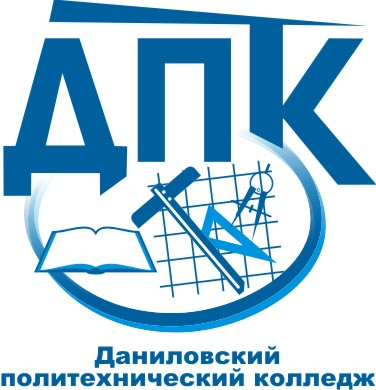 ДПК
Даниловский
политехнический колледж